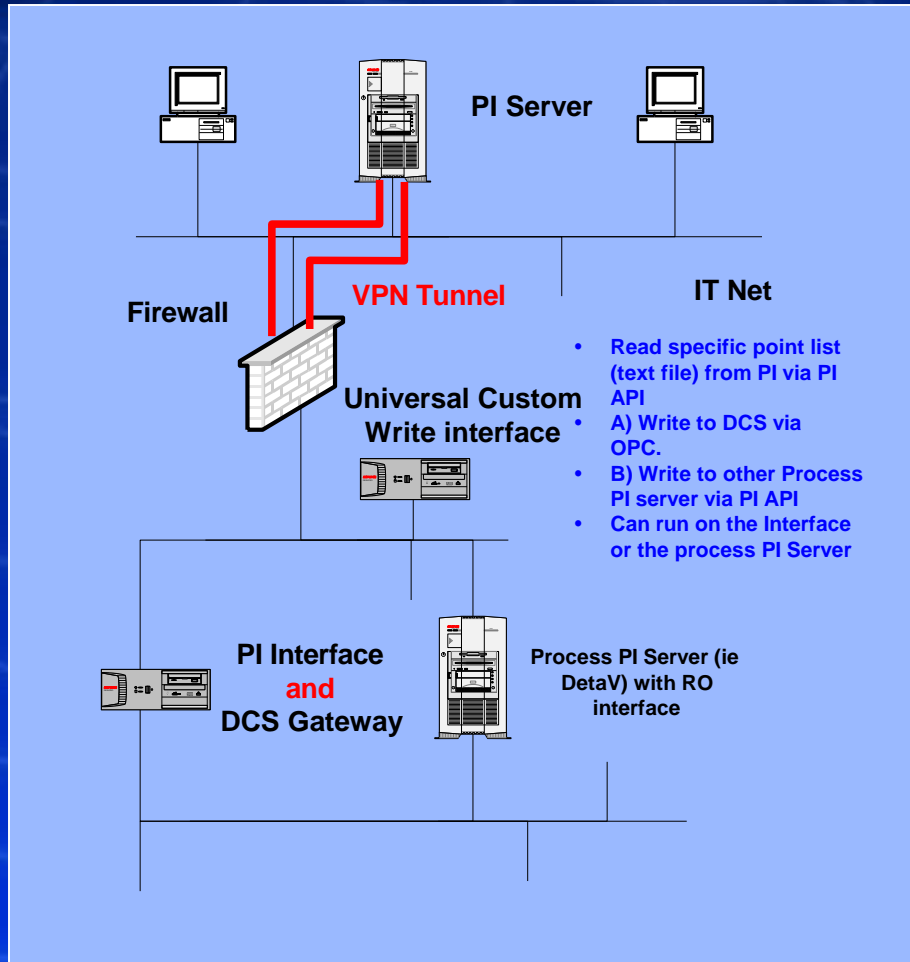 PI Server
Firewall
VPN Tunnel
IT Net
• Read specific point list
(text file) from PI via PI
API
• A) Write to DCS via
OPC.
• B) Write to other Process
PI server via PI API
• Can run on the Interface
or the process PI Server
Universal Custom
Write interface
PI Interface
and
DCS Gateway
Process PI Server (ie
DetaV) with RO
interface